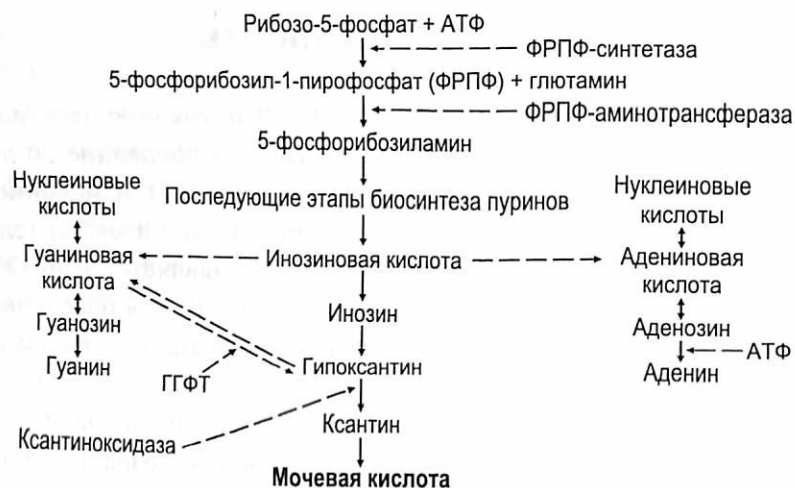 Рибозо-5-фосфат + АТФ
ФРПФ-синтетаза
5-фосфорибозил-1-пирофосфат (ФРПФ) + глютамин
ФРПФ-аминотрансфераза
5-фосфорибозиламин
Последующие этапы биосинтеза пуринов
Нуклеиновые
кислоты
Гуаниновая
кислота
Гуанозин
Гуанин
Инозиновая кислота
Инозин
Гипоксантин
Ксантин
Мочевая кислота
Нуклеиновые
кислоты
Адениновая
кислота
Аденозин
АТФ
Аденин
ГГФТ
Ксантиноксидаза